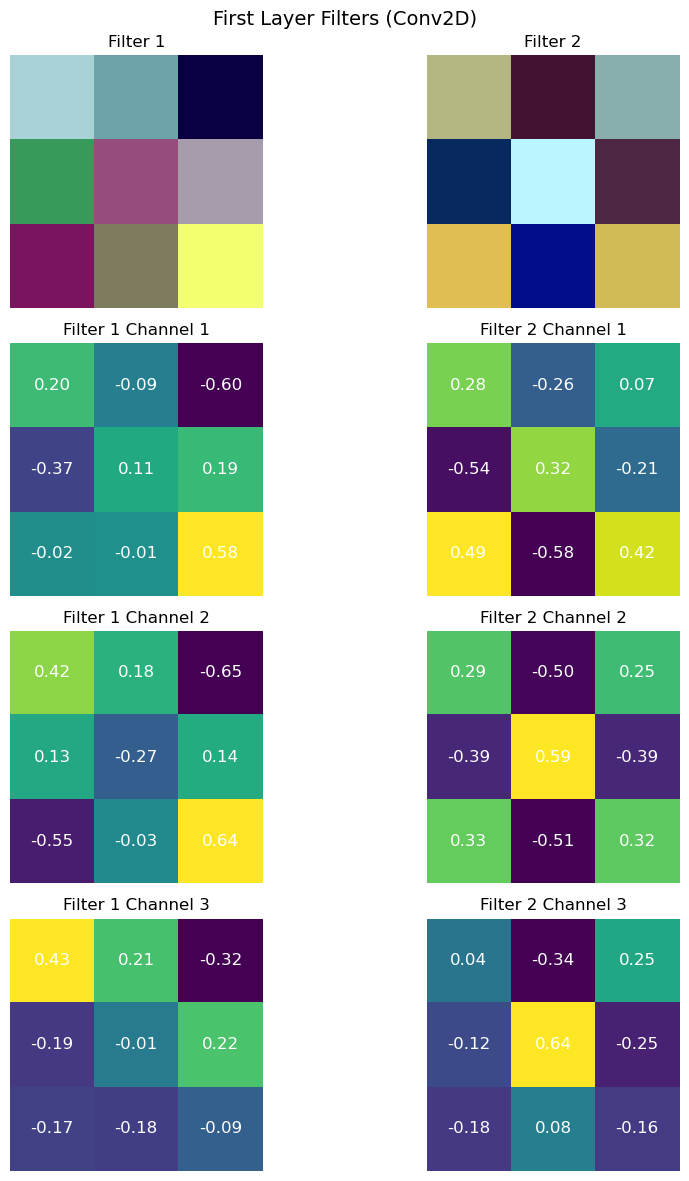 First Layer Filters (Conv2D)
Filter 1
Filter 2
Filter 1 Channel 1
Filter 2 Channel 1
0.20 -0.09 -0.60
0.28 -0.26 0.07
-0.37 0.11 0.19
-0.54 0.32 -0.21
-0.02 -0.01 0.58
0.49 -0.58 0.42
Filter 1 Channel 2
Filter 2 Channel 2
0.42 0.18 -0.65
0.29 -0.50 0.25
0.13 -0.27 0.14
-0.39 0.59 -0.39
-0.55 -0.03 0.64
0.33 -0.51 0.32
Filter 1 Channel 3
Filter 2 Channel 3
0.43 0.21 -0.32
0.04 -0.34 0.25
-0.19 -0.01 0.22
-0.12 0.64 -0.25
-0.17 -0.18 -0.09
-0.18 0.08 -0.16